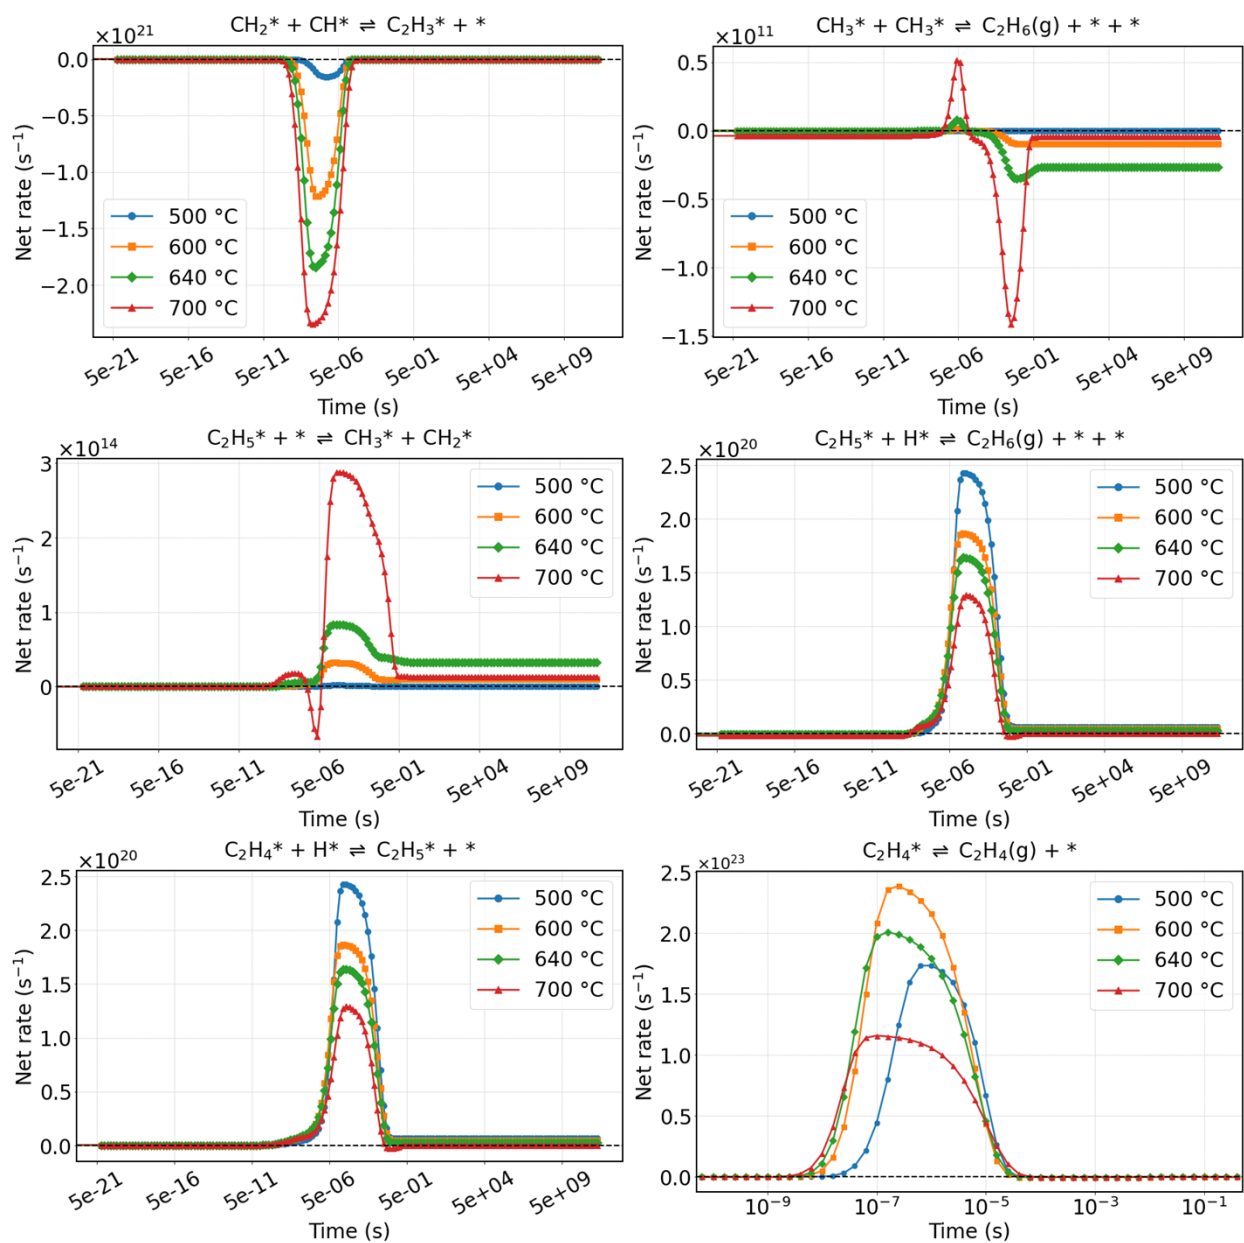 CH₂* + CH* ⇌ C₂H₃* + *
×10²¹
0.0
−0.5
−1.0
−1.5
−2.0
Net rate (s⁻¹)
500 °C
600 °C
640 °C
700 °C
5e-21 5e-16 5e-11 5e-06 5e-01 5e+04 5e+09
Time (s)
CH₃* + CH₃* ⇌ C₂H₆(g) + * + *
×10¹¹
0.5
0.0
−0.5
−1.0
−1.5
Net rate (s⁻¹)
500 °C
600 °C
640 °C
700 °C
5e-21 5e-16 5e-11 5e-06 5e-01 5e+04 5e+09
Time (s)
C₂H₅* + * ⇌ CH₃* + CH₂*
×10¹⁴
3
2
1
0
Net rate (s⁻¹)
500 °C
600 °C
640 °C
700 °C
5e-21 5e-16 5e-11 5e-06 5e-01 5e+04 5e+09
Time (s)
C₂H₅* + H* ⇌ C₂H₆(g) + * + *
×10²⁰
2.5
2.0
1.5
1.0
0.5
0.0
Net rate (s⁻¹)
500 °C
600 °C
640 °C
700 °C
5e-21 5e-16 5e-11 5e-06 5e-01 5e+04 5e+09
Time (s)
C₂H₄* + H* ⇌ C₂H₅* + *
×10²⁰
2.5
2.0
1.5
1.0
0.5
0.0
Net rate (s⁻¹)
500 °C
600 °C
640 °C
700 °C
5e-21 5e-16 5e-11 5e-06 5e-01 5e+04 5e+09
Time (s)
C₂H₄* ⇌ C₂H₄(g) + *
×10²³
2.5
2.0
1.5
1.0
0.5
0.0
Net rate (s⁻¹)
500 °C
600 °C
640 °C
700 °C
10⁻⁹ 10⁻⁷ 10⁻⁵ 10⁻³ 10⁻¹
Time (s)